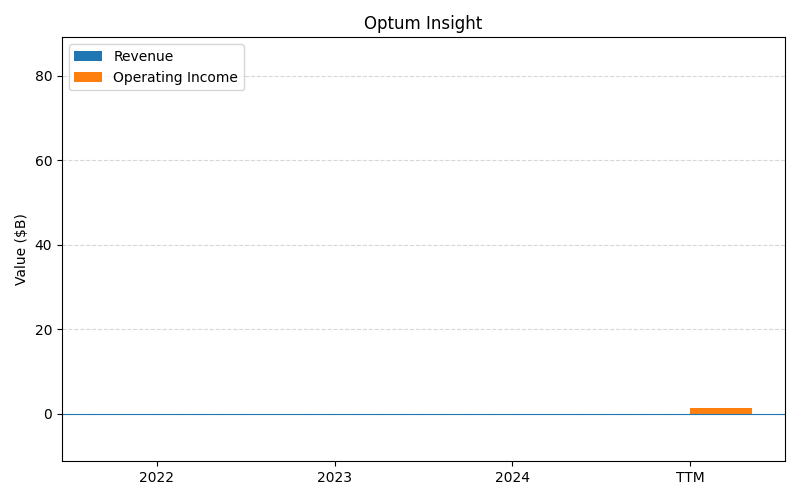 Optum Insight
Revenue
Operating Income
80
60
40
20
0
Value ($B)
2022 2023 2024 TTM